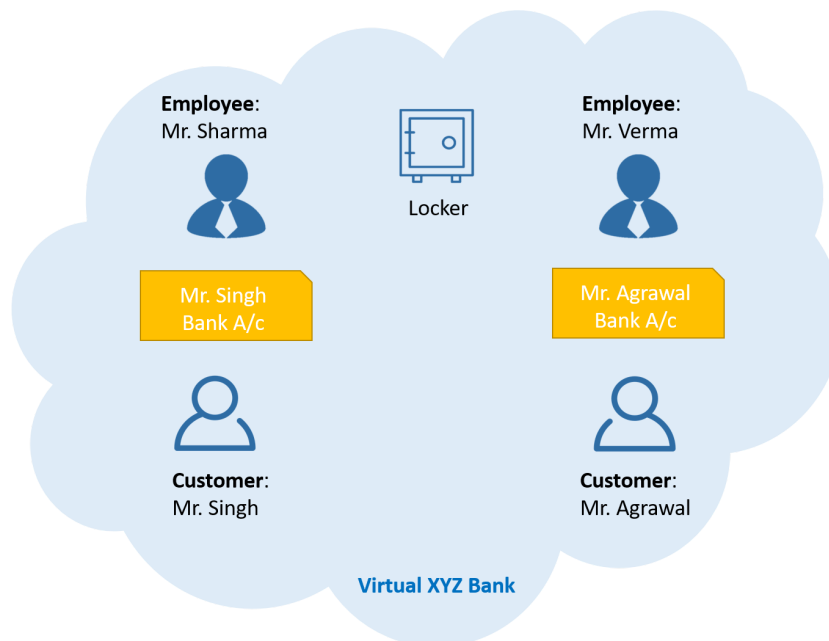 Employee:
Mr. Sharma
Employee:
Mr. Verma
Locker
Mr. Singh
Bank A/c
Mr. Agrawal
Bank A/c
Customer:
Mr. Singh
Customer:
Mr. Agrawal
Virtual XYZ Bank